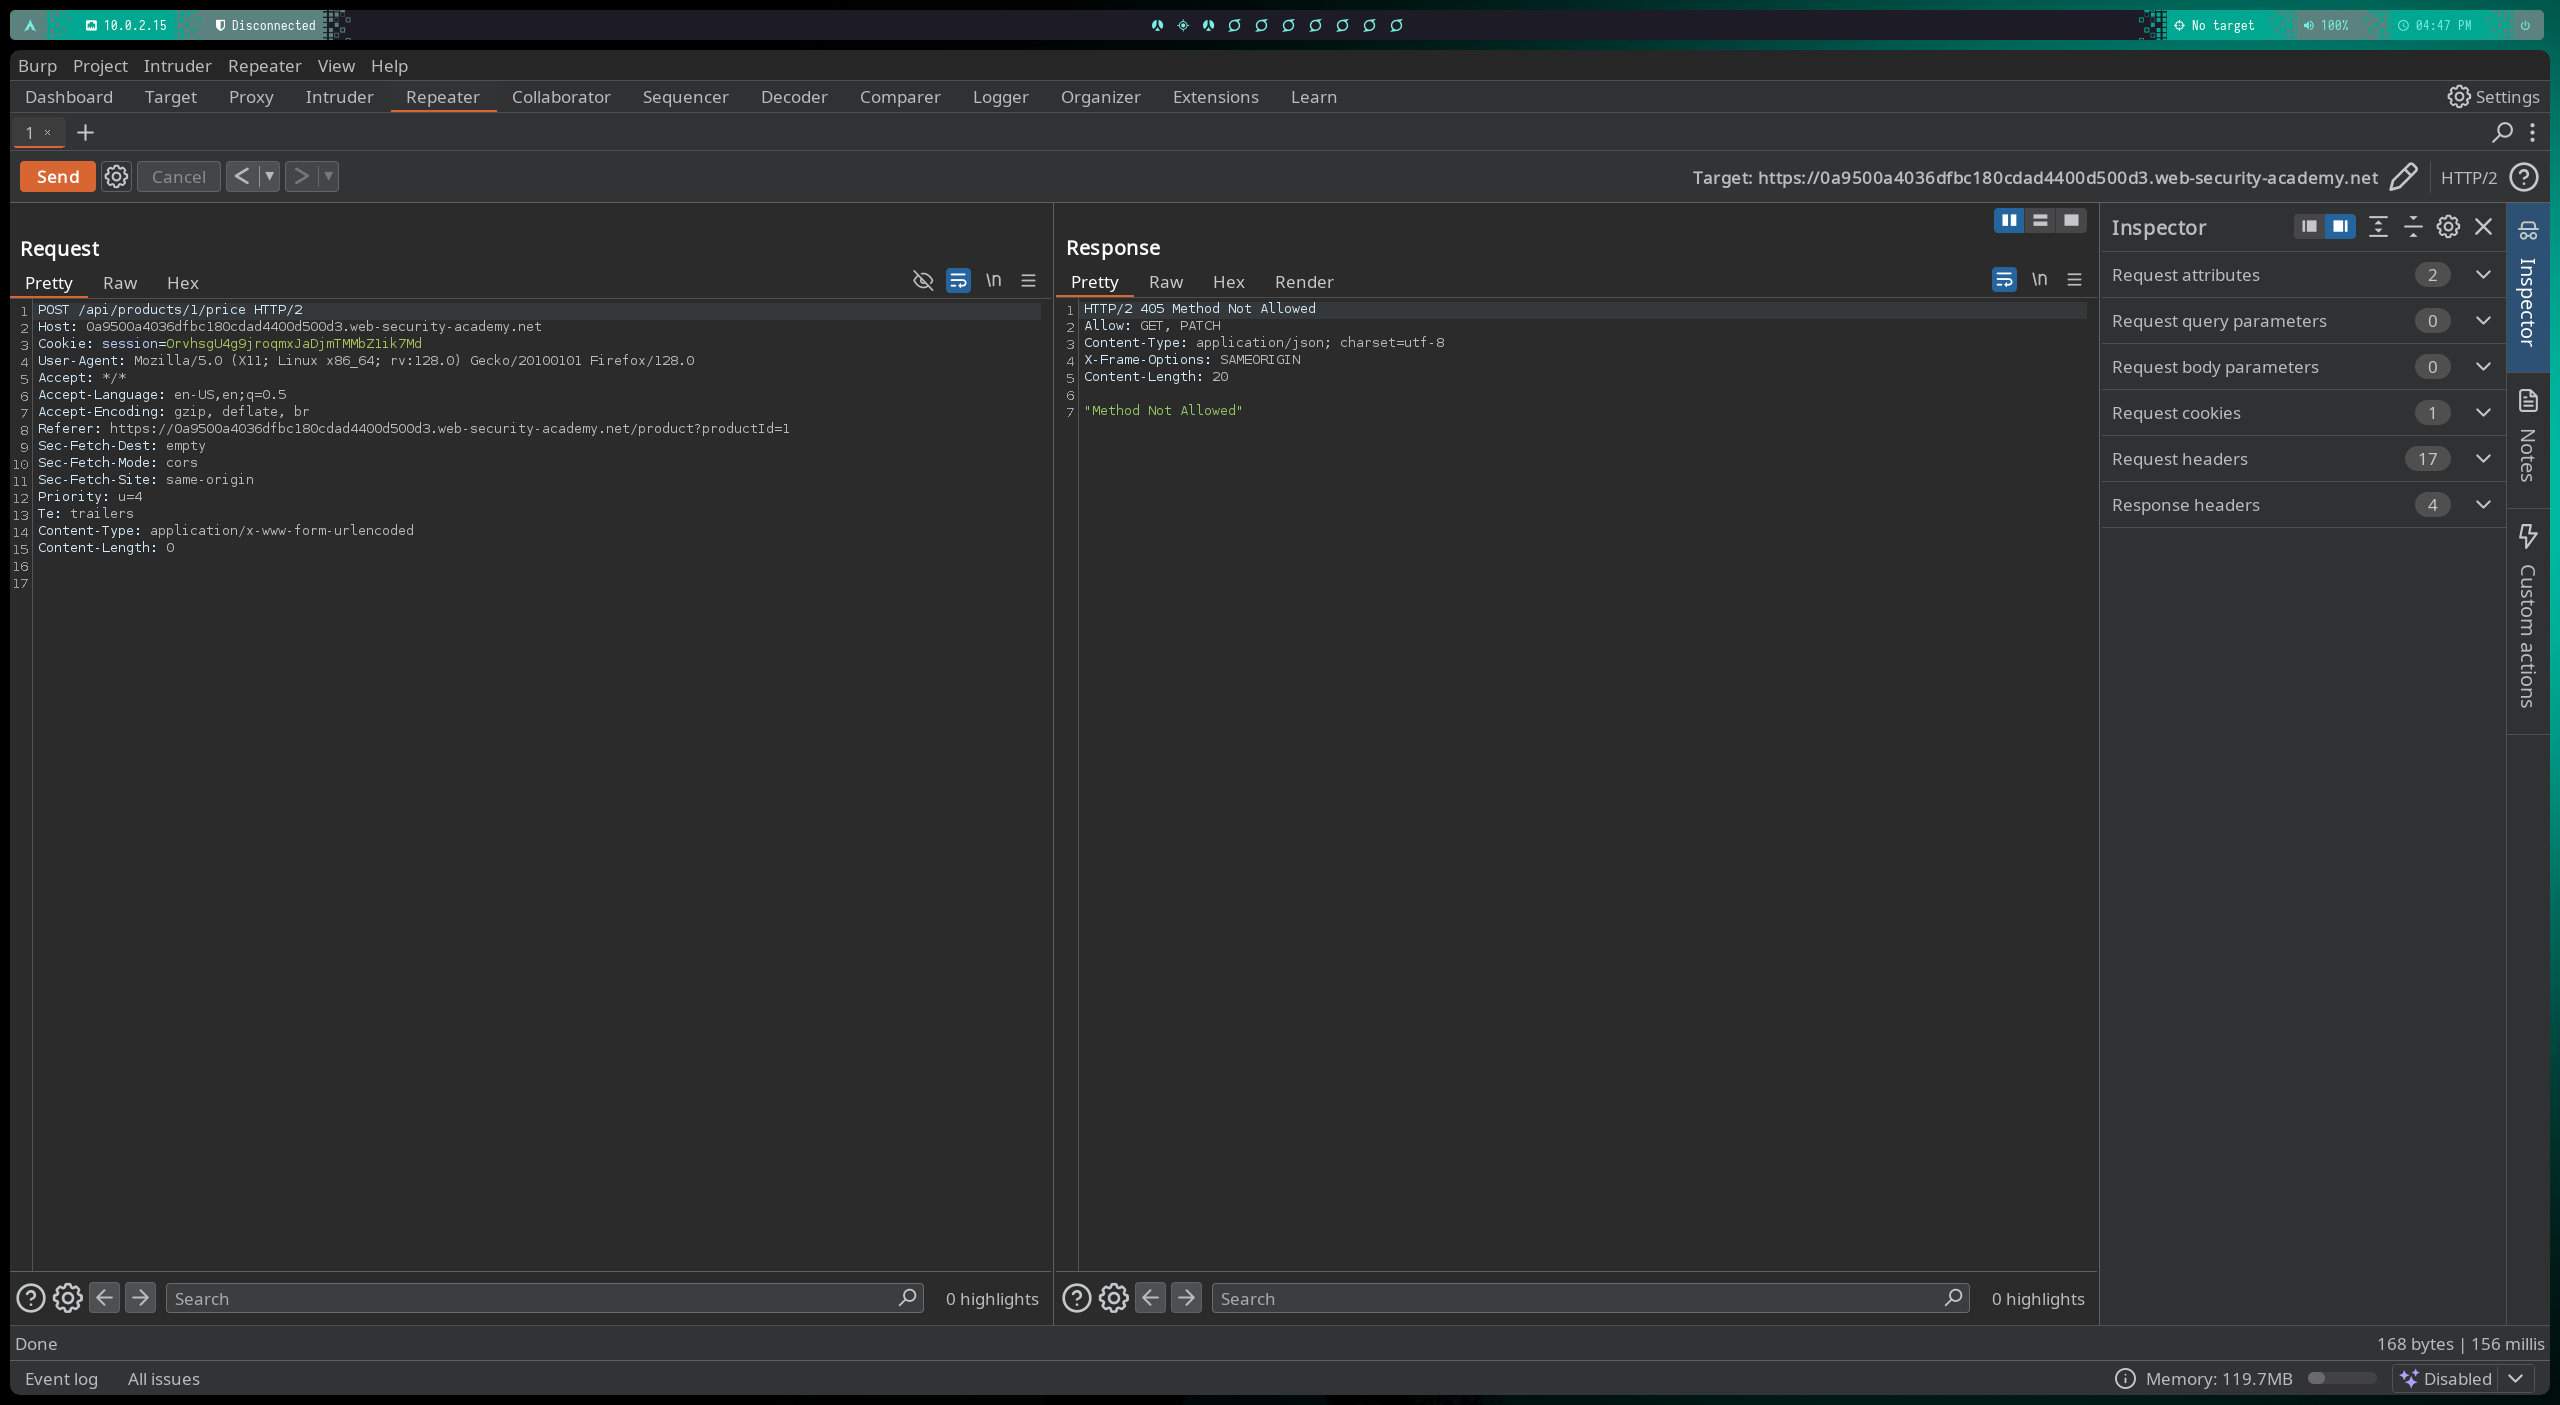 10.0.2.15
Disconnected
No target
100%
04:47 PM
Burp Project Intruder Repeater View Help
Dashboard Target Proxy Intruder Repeater Collaborator Sequencer Decoder Comparer Logger Organizer Extensions Learn
Settings
1 ×
Send
Cancel
Target: https://0a9500a4036dfbc180cdad4400d500d3.web-security-academy.net
HTTP/2
Request
Pretty Raw Hex
\n
1 POST /api/products/1/price HTTP/2
2 Host: 0a9500a4036dfbc180cdad4400d500d3.web-security-academy.net
3 Cookie: session=OrvhsgU4g9jroqmxJaDjmTMMbZ1ik7Md
4 User-Agent: Mozilla/5.0 (X11; Linux x86_64; rv:128.0) Gecko/20100101 Firefox/128.0
5 Accept: */*
6 Accept-Language: en-US,en;q=0.5
7 Accept-Encoding: gzip, deflate, br
8 Referer: https://0a9500a4036dfbc180cdad4400d500d3.web-security-academy.net/product?productId=1
9 Sec-Fetch-Dest: empty
10 Sec-Fetch-Mode: cors
11 Sec-Fetch-Site: same-origin
12 Priority: u=4
13 Te: trailers
14 Content-Type: application/x-www-form-urlencoded
15 Content-Length: 0
16
17
Search
0 highlights
Response
Pretty Raw Hex Render
\n
1 HTTP/2 405 Method Not Allowed
2 Allow: GET, PATCH
3 Content-Type: application/json; charset=utf-8
4 X-Frame-Options: SAMEORIGIN
5 Content-Length: 20
6
7 "Method Not Allowed"
Search
0 highlights
Inspector
Request attributes 2
Request query parameters 0
Request body parameters 0
Request cookies 1
Request headers 17
Response headers 4
Inspector
Notes
Custom actions
Done
168 bytes | 156 millis
Event log All issues
Memory: 119.7MB
Disabled